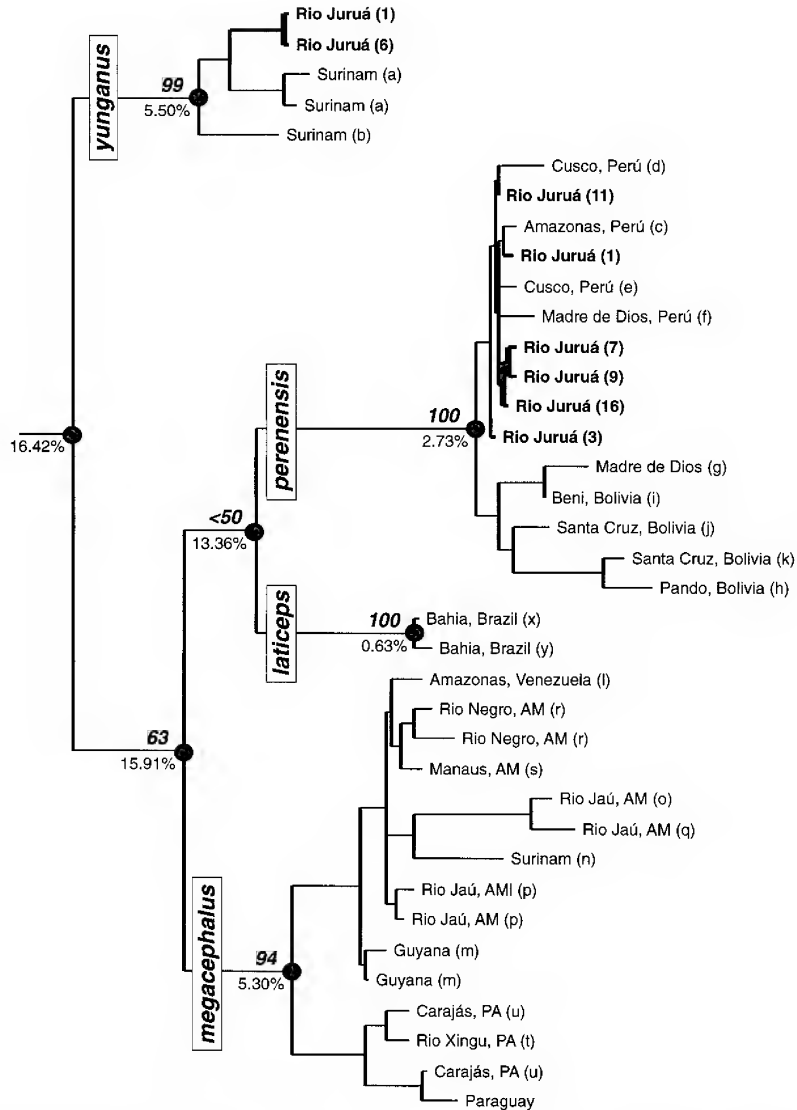 Rio Juruá (1)
Rio Juruá (6)
yunganus
99
5.50%
Surinam (a)
Surinam (a)
Surinam (b)
Cusco, Perú (d)
Rio Juruá (11)
Amazonas, Perú (c)
Rio Juruá (1)
Cusco, Perú (e)
Madre de Dios, Perú (f)
Rio Juruá (7)
Rio Juruá (9)
Rio Juruá (16)
Rio Juruá (3)
perenensis
100
2.73%
16.42%
Madre de Dios (g)
Beni, Bolivia (i)
Santa Cruz, Bolivia (j)
Santa Cruz, Bolivia (k)
Pando, Bolivia (h)
<50
13.36%
laticeps
100
0.63%
Bahia, Brazil (x)
Bahia, Brazil (y)
Amazonas, Venezuela (l)
Rio Negro, AM (r)
Rio Negro, AM (r)
Manaus, AM (s)
63
15.91%
Rio Jaú, AM (o)
Rio Jaú, AM (q)
Surinam (n)
Rio Jaú, AMI (p)
Rio Jaú, AM (p)
Guyana (m)
Guyana (m)
megacephalus
94
5.30%
Carajás, PA (u)
Rio Xingu, PA (t)
Carajás, PA (u)
Paraguay